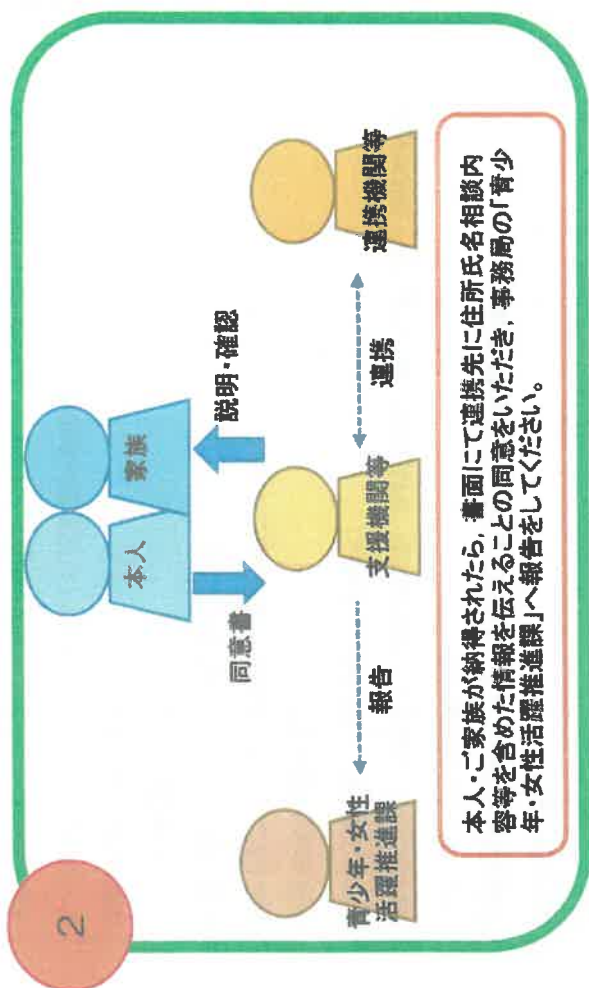 2
本人
家族
同意書
説明・確認
青少年・女性
活躍推進課
報告
支援機関等
連携
連携機関等
本人・ご家族が納得されたら，書面にて連携先に住所氏名相談内
容等を含めた情報を伝えることの同意をいただき，事務局の「青少
年・女性活躍推進課」へ報告をしてください。